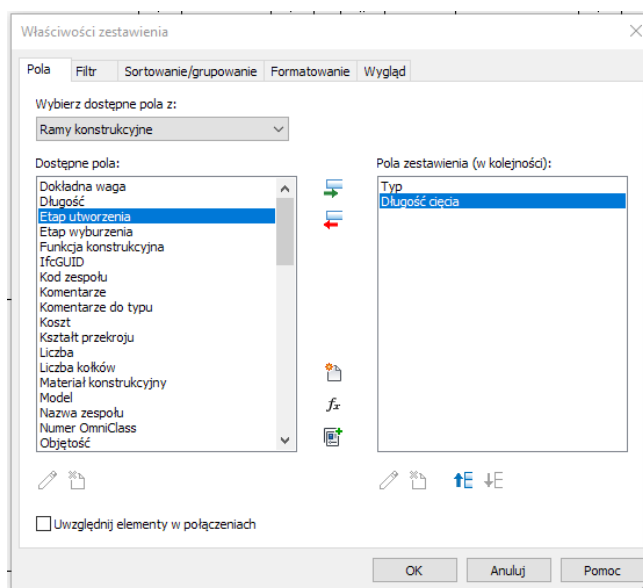 Właściwości zestawienia
Pola
Filtr
Sortowanie/grupowanie
Formatowanie
Wygląd
Wybierz dostępne pola z:
Ramy konstrukcyjne
Dostępne pola:
Dokładna waga
Długość
Etap utworzenia
Etap wyburzenia
Funkcja konstrukcyjna
IfcGUID
Kod zespołu
Komentarze
Komentarze do typu
Koszt
Kształt przekroju
Liczba
Liczba kołków
Materiał konstrukcyjny
Model
Nazwa zespołu
Numer OmniClass
Objętość
Pola zestawienia (w kolejności):
Typ
Długość cięcia
fx
Uwzględnij elementy w połączeniach
OK
Anuluj
Pomoc